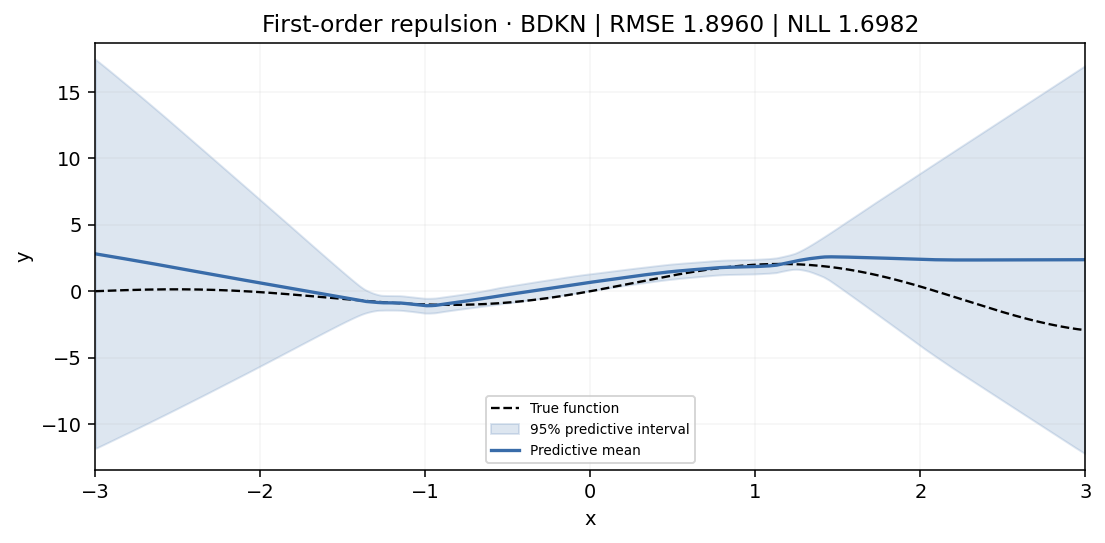 First-order repulsion · BDKN | RMSE 1.8960 | NLL 1.6982
15
10
5
0
−5
−10
y
True function
95% predictive interval
Predictive mean
−3
−2
−1
0
1
2
3
x